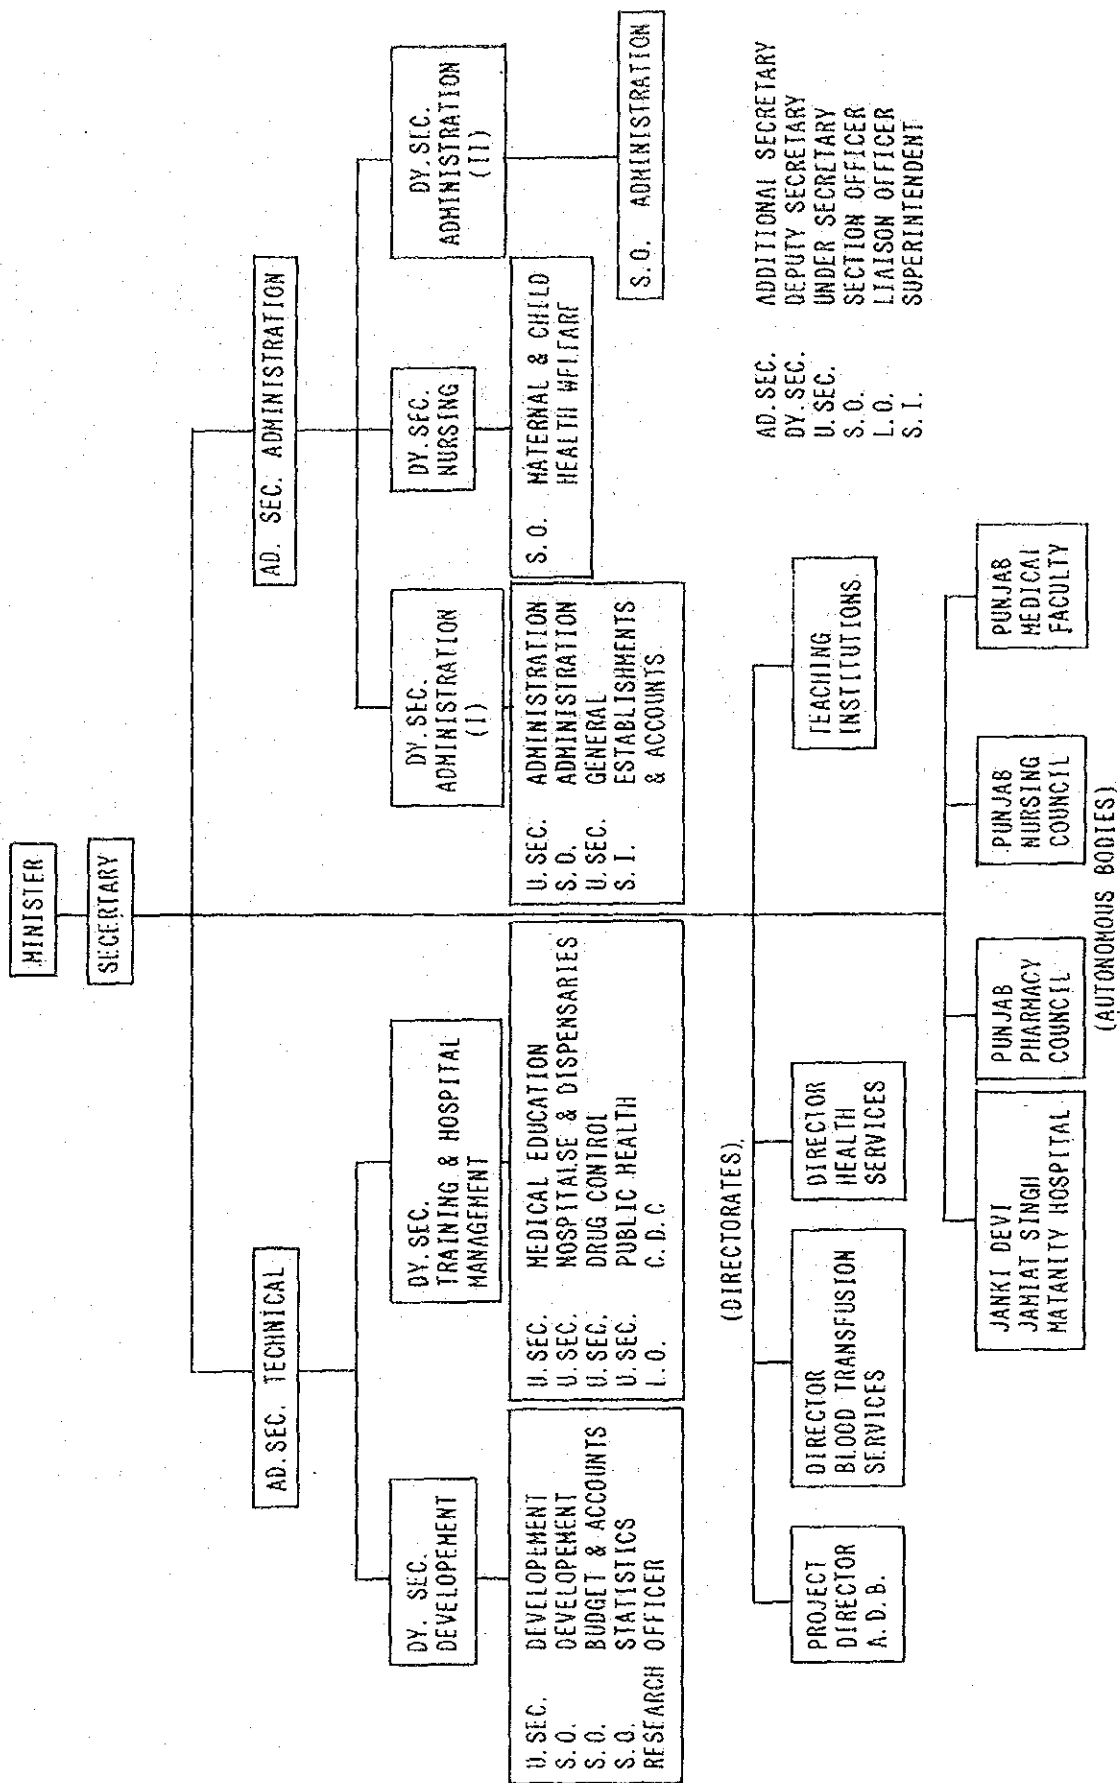 MINISTER
SECERTARY
AD.SEC. TECHNICAL
AD. SEC. ADMINISTRATION
DY. SEC.
DEVELOPEMENT
DY.SEC.
TRAINING & HOSPITAL
MANAGEMENT
DY.SEC.
ADMINISTRATION
(I)
DY.SEC.
NURSING
DY.SEC.
ADMINISTRATION
(II)
U.SEC. DEVELOPEMENT
S.O. DEVELOPEMENT
S.O. BUDGET & ACCOUNTS
S.O. STATISTICS
RESEARCH OFFICER
U.SEC. MEDICAL EDUCATION
U.SEC. HOSPITALSE & DISPENSARIES
U.SEC. DRUG CONTROL
U.SEC. PUBLIC HEALTH
L.O. C.D.C
U.SEC. ADMINISTRATION
S.O. ADMINISTRATION
U.SEC. GENERAL
S.I. ESTABLISHMENTS
& ACCOUNTS
S.O. MATERNAL & CHILD
HEALTH WELFARE
S.O. ADMINISTRATION
(DIRECTORATES)
PROJECT
DIRECTOR
A.D.B.
DIRECTOR
BLOOD TRANSFUSION
SERVICES
DIRECTOR
HEALTH
SERVICES
TEACHING
INSTITUTIONS
AD.SEC. ADDITIONAL SECRETARY
DY.SEC. DEPUTY SECRETARY
U.SEC. UNDER SECRETARY
S.O. SECTION OFFICER
L.O. LIAISON OFFICER
S.I. SUPERINTENDENT
JANKI DEVI
JAMIAT SINGH
MATANITY HOSPITAL
PUNJAB
PHARMACY
COUNCIL
PUNJAB
NURSING
COUNCIL
PUNJAB
MEDICAL
FACULTY
(AUTONOMOUS BODIES)